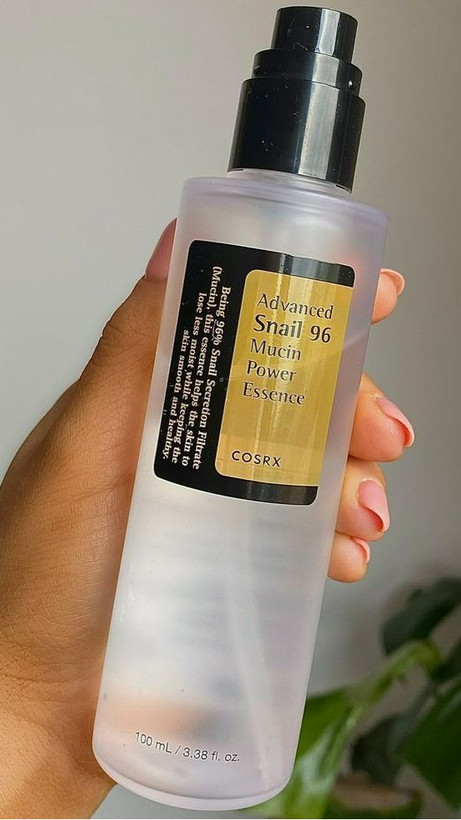 Advanced
Snail 96
Mucin
Power
Essence
COSRX
Being 96% Snail Secretion Filtrate
(Mucin), this essence helps the skin to
lose less moist ,while keeping the
skin smooth and healthy.
100 mL / 3.38 fl. oz.